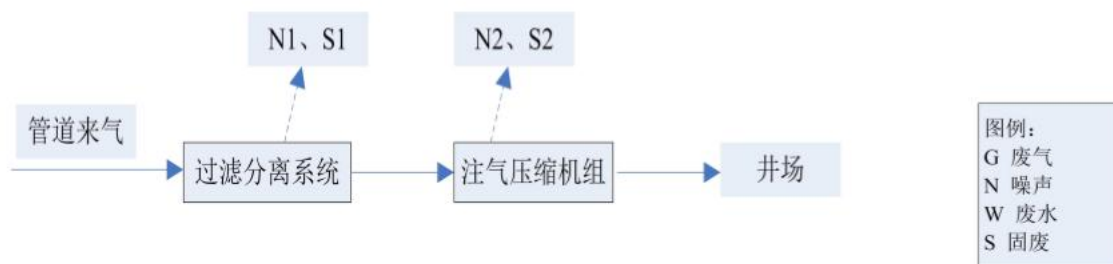 N1、S1
N2、S2
管道来气
过滤分离系统
注气压缩机组
井场
图例：
G 废气
N 噪声
W 废水
S 固废